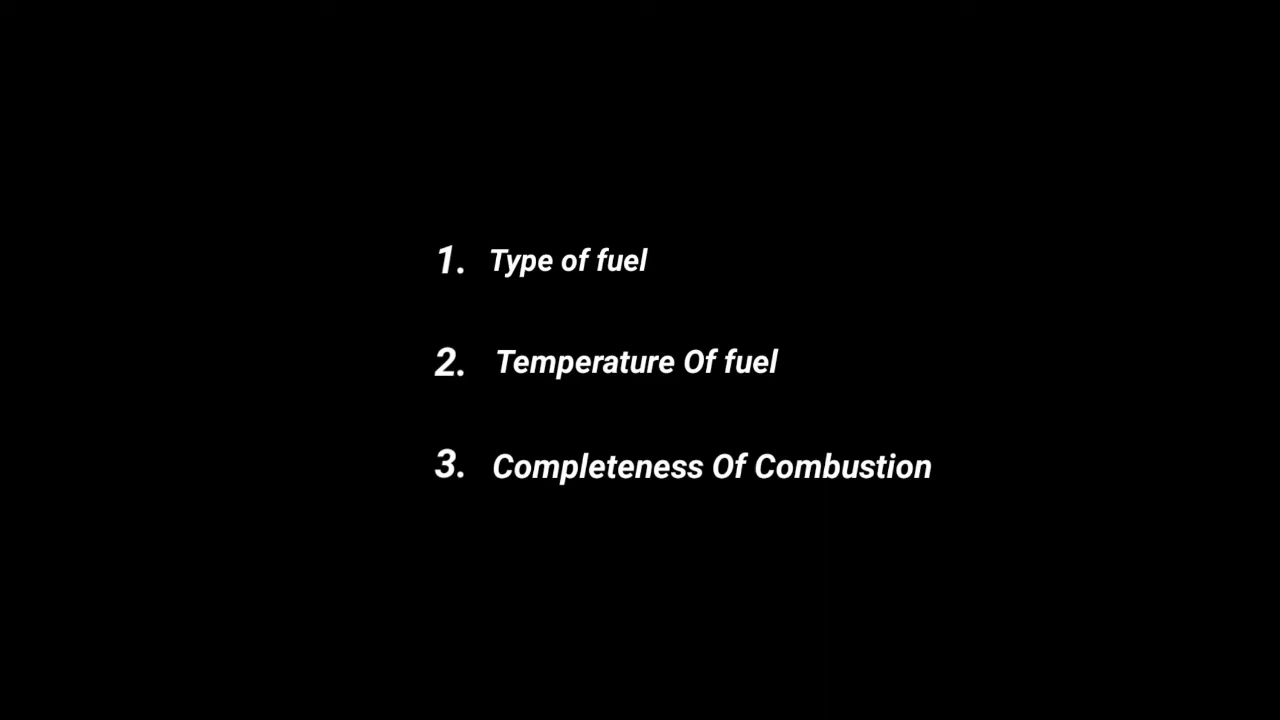 1. Type of fuel
2. Temperature Of fuel
3. Completeness Of Combustion